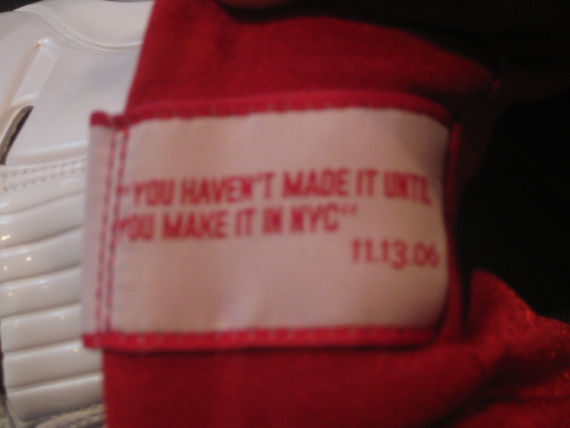 "YOU HAVEN'T MADE IT UNTIL
YOU MAKE IT IN NYC"
11.13.06